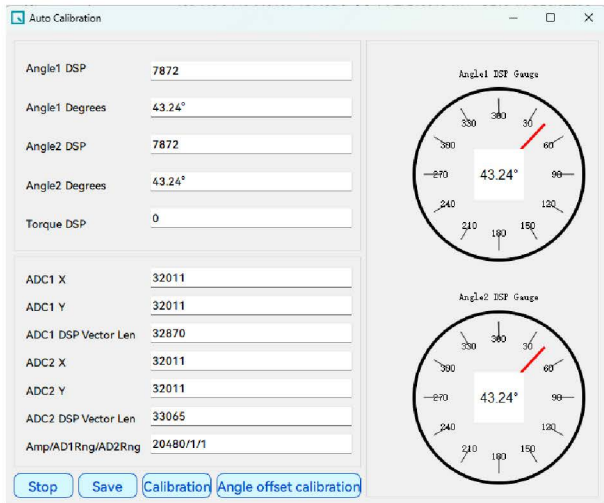 Auto Calibration
Angle1 DSP 7872
Angle1 Degrees 43.24°
Angle2 DSP 7872
Angle2 Degrees 43.24°
Torque DSP 0
ADC1 X 32011
ADC1 Y 32011
ADC1 DSP Vector Len 32870
ADC2 X 32011
ADC2 Y 32011
ADC2 DSP Vector Len 33065
Amp/AD1Rng/AD2Rng 20480/1/1
Stop Save Calibration Angle offset calibration
Angle1 DSP Gauge
330 30
60
270 43.24° 90
240 120
210 180 150
Angle2 DSP Gauge
330 30
60
270 43.24° 90
240 120
210 180 150